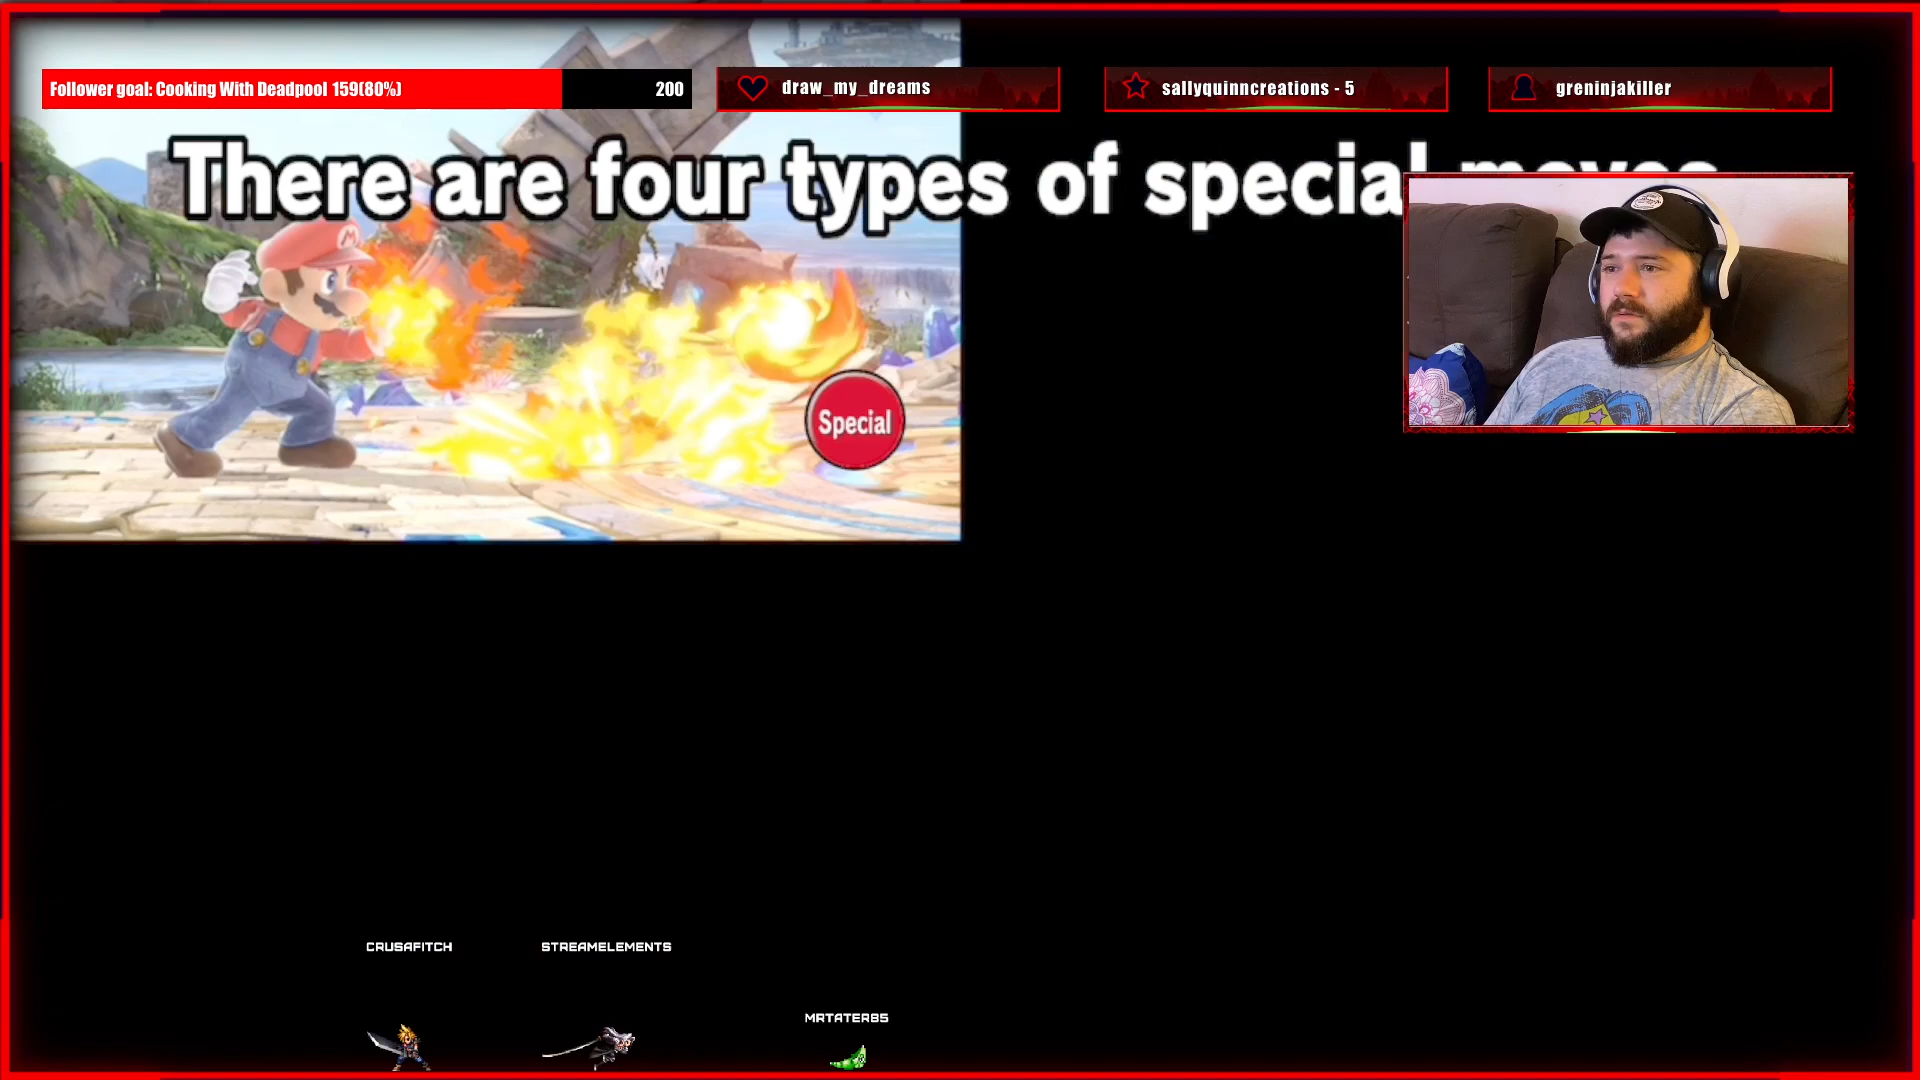 Follower goal: Cooking With Deadpool 159(80%) 200
draw_my_dreams
sallyquinncreations - 5
greninjakiller
There are four types of special moves
Special
CRUSAFITCH
STREAMELEMENTS
MRTATER85